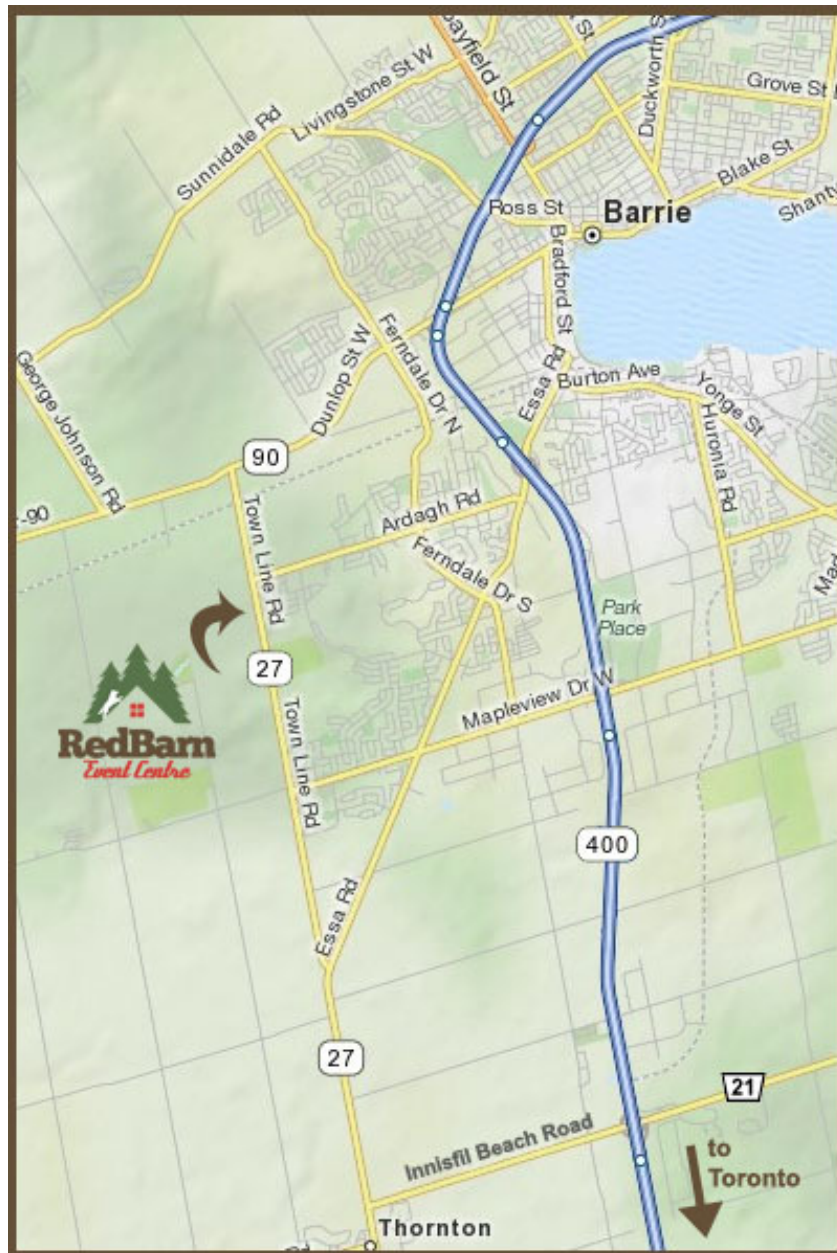 Bayfield St
St
Duckworth S
Livingstone St W
Grove St
Sunnidale Rd
Blake St
Shanty
Ross St
Barrie
Bradford St
Ferndale Dr N
Dunlop St W
Essa Rd
Burton Ave
Yonge St
Huronia Rd
George Johnson Rd
90
-90
Town Line Rd
Ardagh Rd
Ferndale Dr S
Mad
Park
Place
27
RedBarn
Event Centre
Town Line Rd
Mapleview Dr W
400
Essa Rd
27
21
Innisfil Beach Road
to
Toronto
Thornton